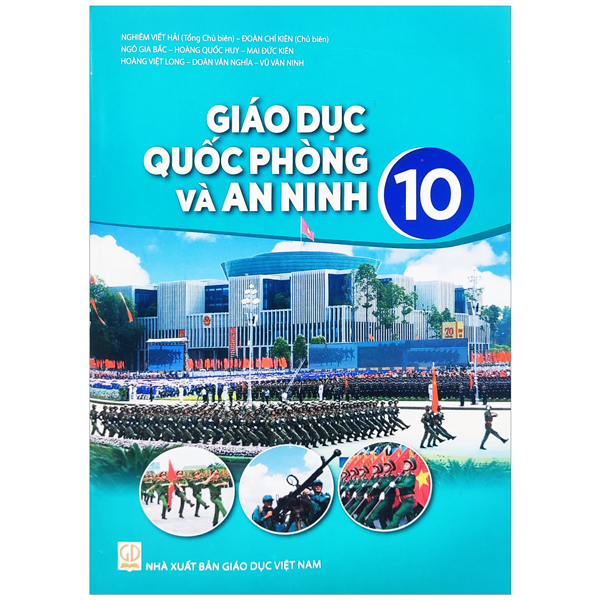 NGHIÊM VIẾT HẢI (Tổng Chủ biên) – ĐOÀN CHÍ KIÊN (Chủ biên)
NGÔ GIA BẮC – HOÀNG QUỐC HUY – MAI ĐỨC KIÊN
HOÀNG VIỆT LONG – DOÃN VĂN NGHĨA – VŨ VĂN NINH
GIÁO DỤC
QUỐC PHÒNG
VÀ AN NINH
10
20
GD
NHÀ XUẤT BẢN GIÁO DỤC VIỆT NAM